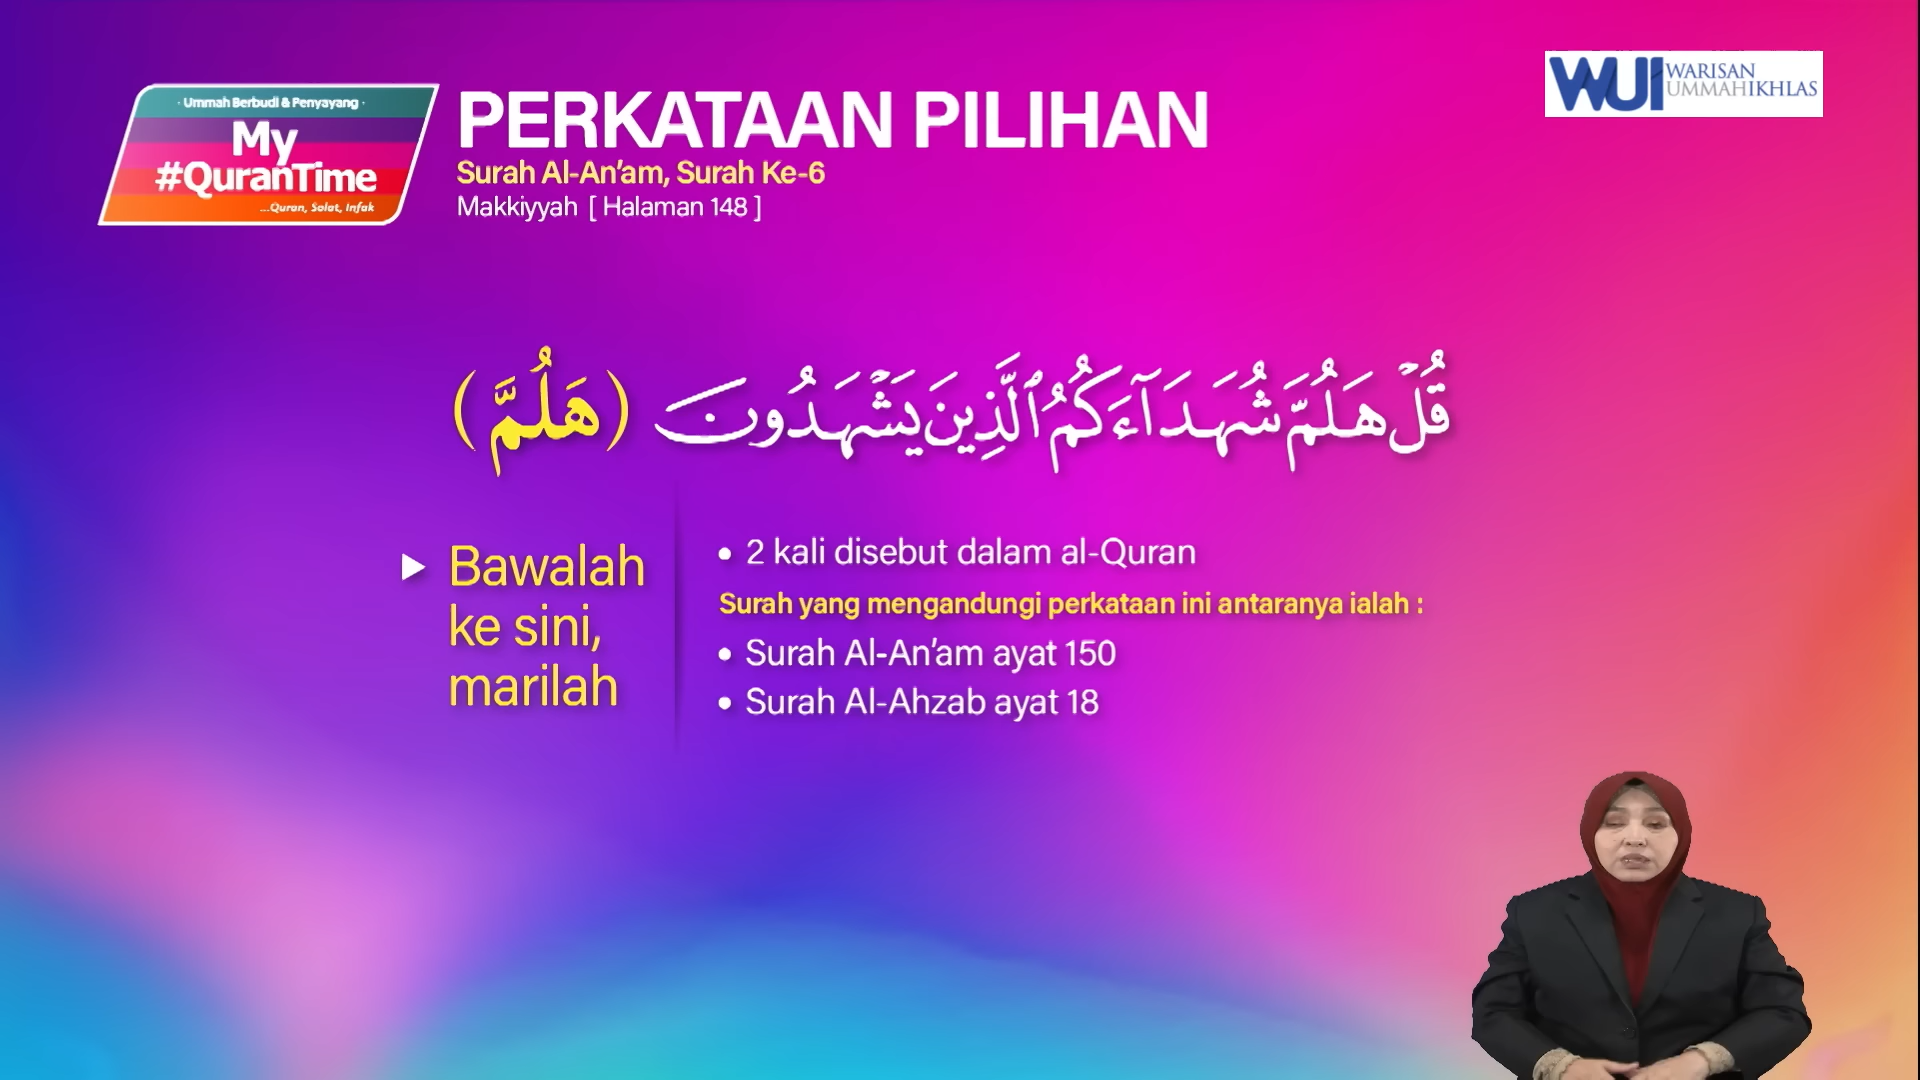 · Ummah Berbudi & Penyayang ·
My
#QuranTime
...Quran, Solat, Infak
PERKATAAN PILIHAN
Surah Al-An’am, Surah Ke-6
Makkiyyah [ Halaman 148 ]
WUI WARISAN
UMMAHIKHLAS
قُلْ هَلُمَّ شُهَدَآءَكُمُ ٱلَّذِينَ يَشْهَدُونَ (هَلُمَّ)
Bawalah
ke sini,
marilah
• 2 kali disebut dalam al-Quran
Surah yang mengandungi perkataan ini antaranya ialah :
• Surah Al-An’am ayat 150
• Surah Al-Ahzab ayat 18